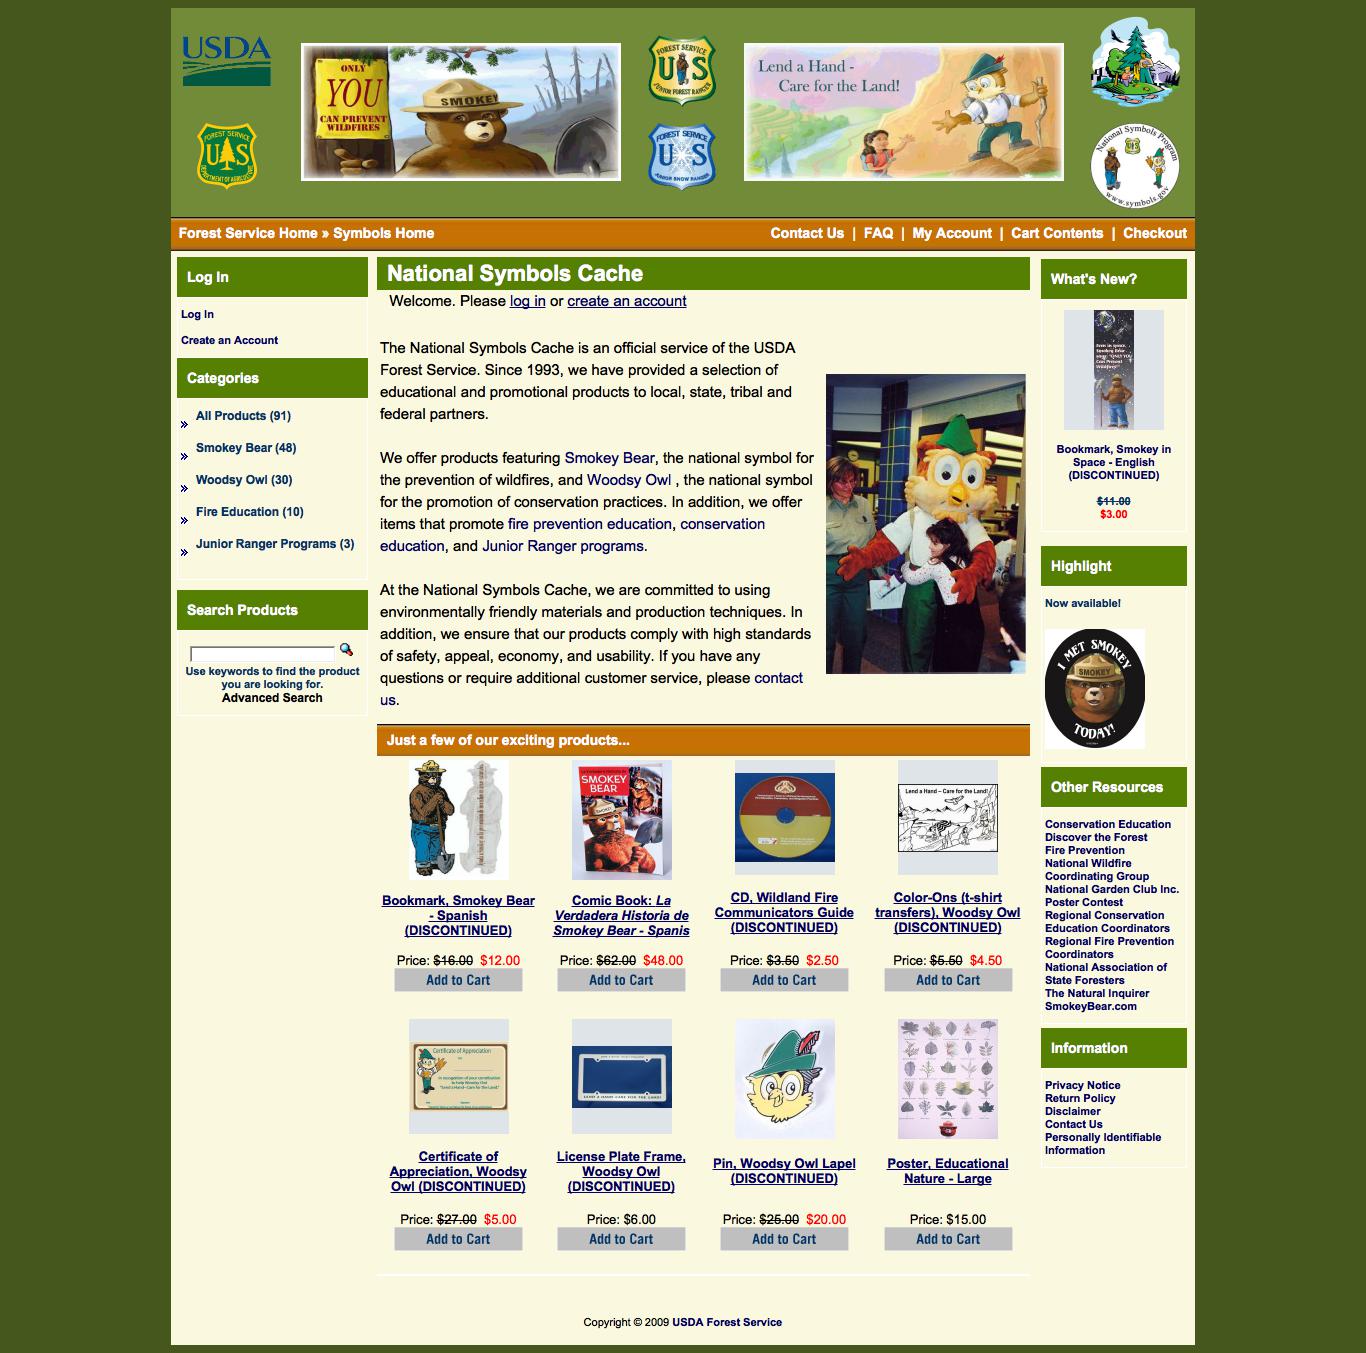 USDA
FOREST SERVICE
U S
DEPARTMENT OF AGRICULTURE
ONLY
YOU
CAN PREVENT
WILDFIRES
SMOKEY
FOREST SERVICE
U S
JUNIOR FOREST RANGER
FOREST SERVICE
U S
JUNIOR SNOW RANGER
Lend a Hand -
Care for the Land!
National Symbols Program
www.symbols.gov
Forest Service Home » Symbols Home
Contact Us | FAQ | My Account | Cart Contents | Checkout
Log In
Log In
Create an Account
Categories
All Products (91)
Smokey Bear (48)
Woodsy Owl (30)
Fire Education (10)
Junior Ranger Programs (3)
Search Products
Use keywords to find the product
you are looking for.
Advanced Search
National Symbols Cache
Welcome. Please log in or create an account
The National Symbols Cache is an official service of the USDA
Forest Service. Since 1993, we have provided a selection of
educational and promotional products to local, state, tribal and
federal partners.
We offer products featuring Smokey Bear, the national symbol for
the prevention of wildfires, and Woodsy Owl , the national symbol
for the promotion of conservation practices. In addition, we offer
items that promote fire prevention education, conservation
education, and Junior Ranger programs.
At the National Symbols Cache, we are committed to using
environmentally friendly materials and production techniques. In
addition, we ensure that our products comply with high standards
of safety, appeal, economy, and usability. If you have any
questions or require additional customer service, please contact
us.
Just a few of our exciting products...
Bookmark, Smokey Bear
- Spanish
(DISCONTINUED)
Price: $16.00 $12.00
Add to Cart
SMOKEY
BEAR
Comic Book: La
Verdadera Historia de
Smokey Bear - Spanis
Price: $62.00 $48.00
Add to Cart
CD, Wildland Fire
Communicators Guide
(DISCONTINUED)
Price: $3.50 $2.50
Add to Cart
Lend a Hand – Care for the Land!
Color-Ons (t-shirt
transfers), Woodsy Owl
(DISCONTINUED)
Price: $5.50 $4.50
Add to Cart
Certificate of Appreciation
Certificate of
Appreciation, Woodsy
Owl (DISCONTINUED)
Price: $27.00 $5.00
Add to Cart
LEND A HAND - CARE FOR THE LAND!
License Plate Frame,
Woodsy Owl
(DISCONTINUED)
Price: $6.00
Add to Cart
Pin, Woodsy Owl Lapel
(DISCONTINUED)
Price: $25.00 $20.00
Add to Cart
Poster, Educational
Nature - Large
Price: $15.00
Add to Cart
What's New?
Bookmark, Smokey in
Space - English
(DISCONTINUED)
$11.00
$3.00
Highlight
Now available!
I MET SMOKEY
SMOKEY
TODAY!
Other Resources
Conservation Education
Discover the Forest
Fire Prevention
National Wildfire
Coordinating Group
National Garden Club Inc.
Poster Contest
Regional Conservation
Education Coordinators
Regional Fire Prevention
Coordinators
National Association of
State Foresters
The Natural Inquirer
SmokeyBear.com
Information
Privacy Notice
Return Policy
Disclaimer
Contact Us
Personally Identifiable
Information
Copyright © 2009 USDA Forest Service